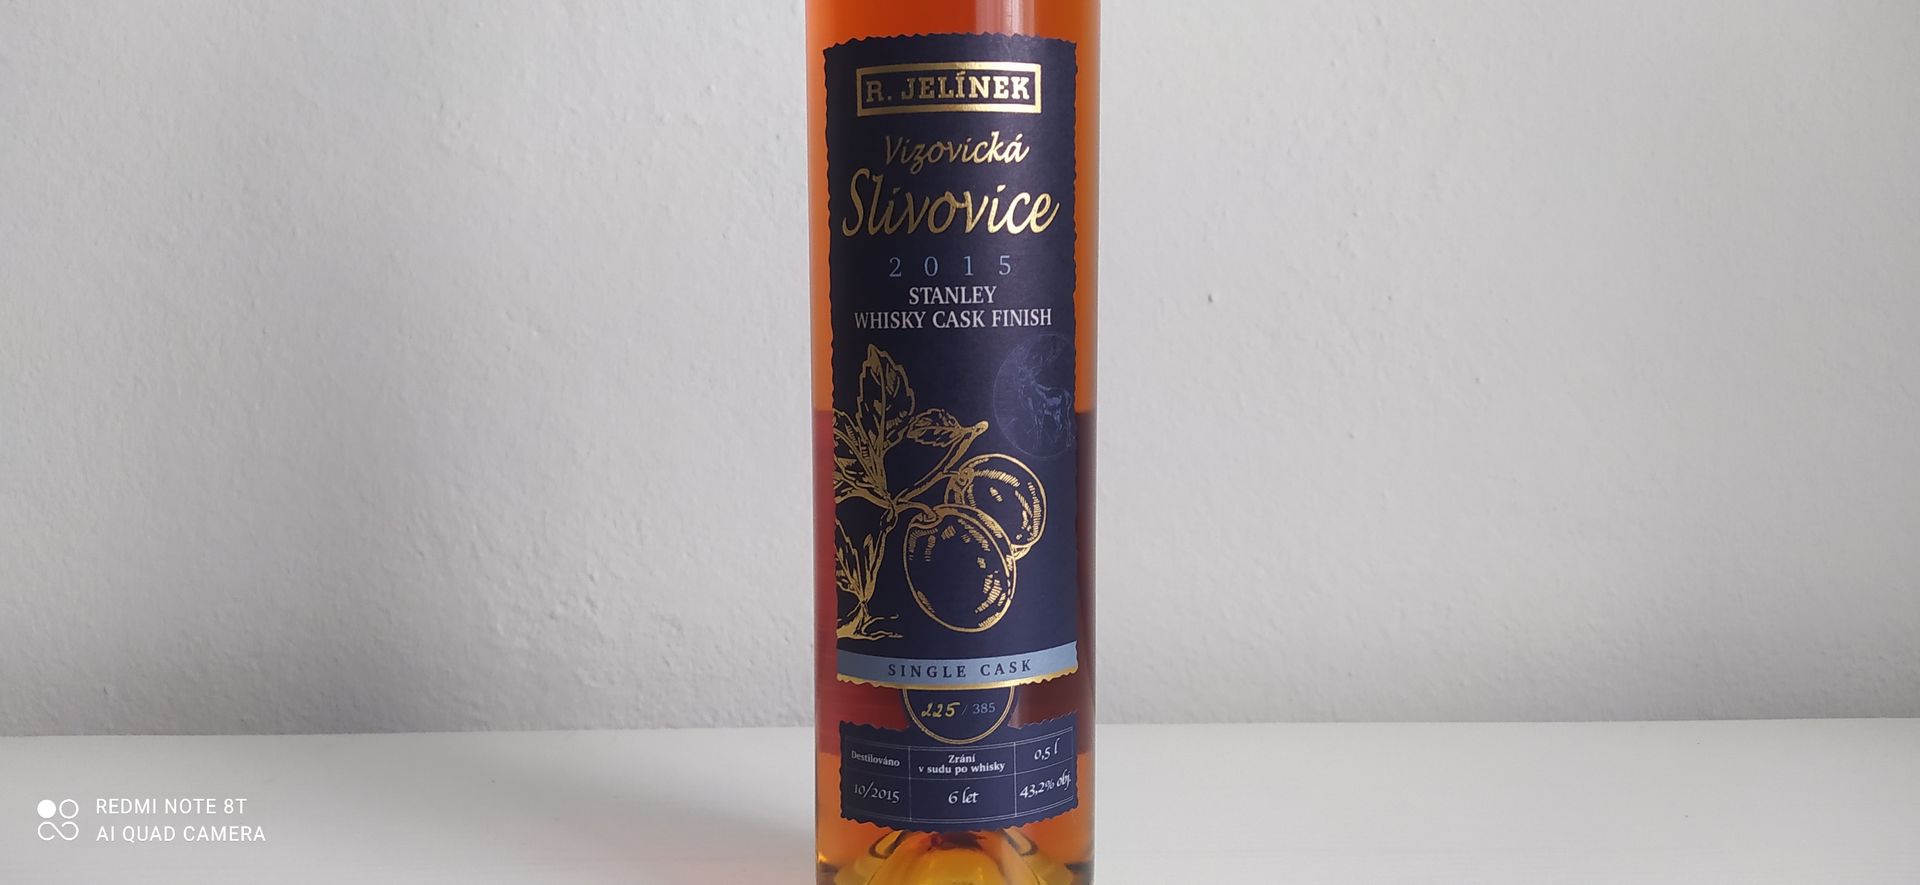 R. JELÍNEK
Vizovická
Slivovice
2015
STANLEY
WHISKY CASK FINISH
SINGLE CASK
225 / 385
Destilováno
10/2015
Zrání
v sudu po whisky
6 let
0,5 l
43,2% obj.
REDMI NOTE 8T
AI QUAD CAMERA